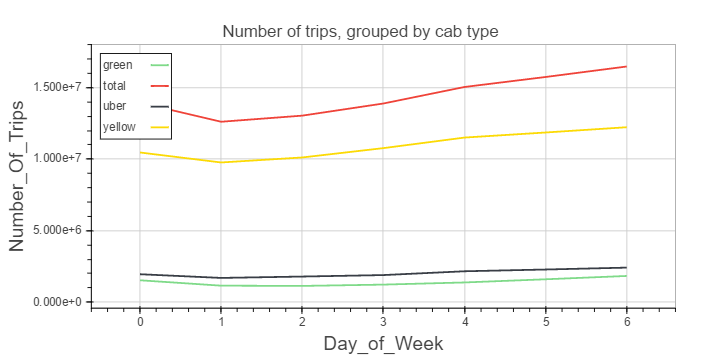 Number of trips, grouped by cab type
green
total
uber
yellow
Number_Of_Trips
1.500e+7
1.000e+7
5.000e+6
0.000e+0
0 1 2 3 4 5 6
Day_of_Week